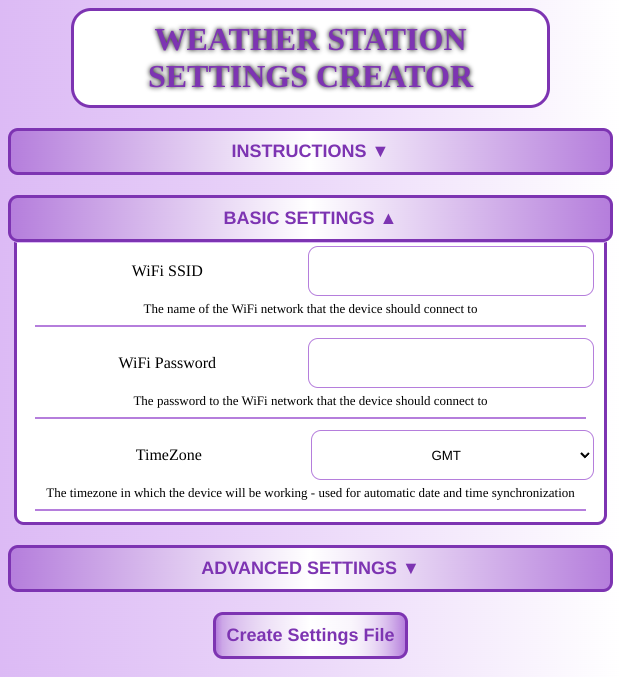 WEATHER STATION
SETTINGS CREATOR
INSTRUCTIONS ▼
BASIC SETTINGS ▲
WiFi SSID
The name of the WiFi network that the device should connect to
WiFi Password
The password to the WiFi network that the device should connect to
TimeZone
GMT
The timezone in which the device will be working - used for automatic date and time synchronization
ADVANCED SETTINGS ▼
Create Settings File